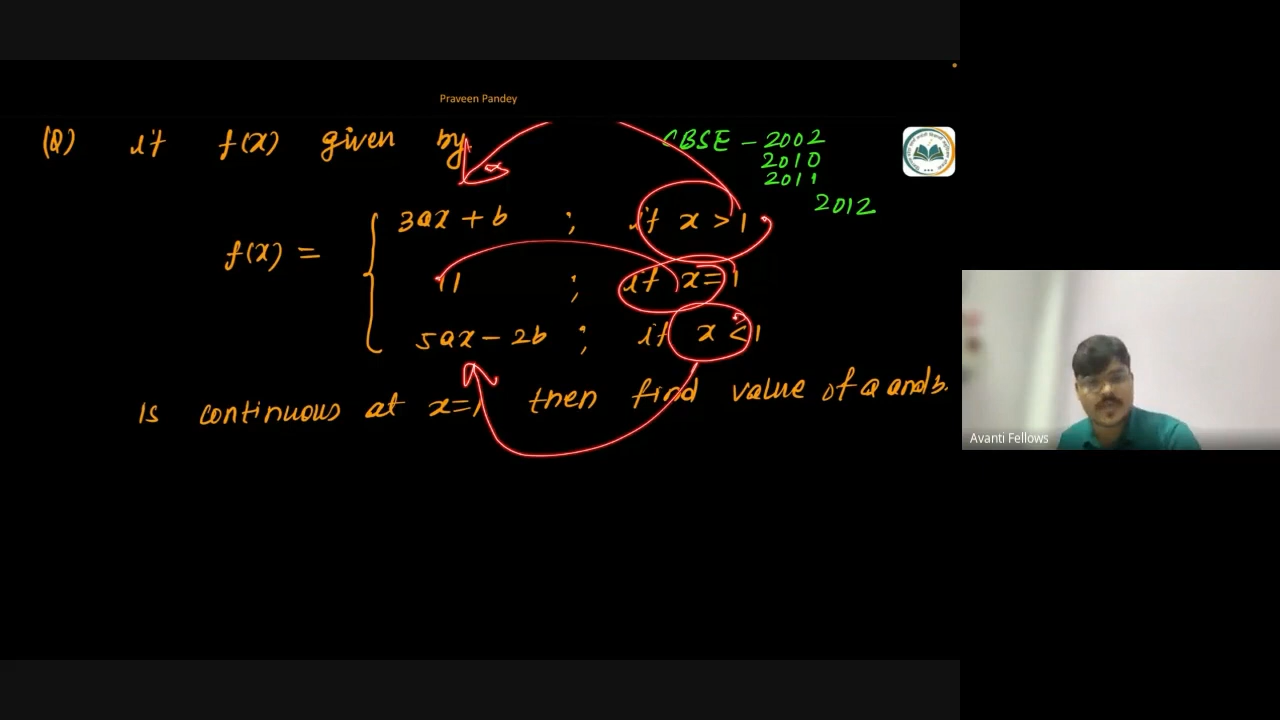 Praveen Pandey
(Q) if f(x) given by
CBSE - 2002
2010
2011
2012
3ax + b ; if x > 1
f(x) =
11 ; if x = 1
5ax - 2b ; if x < 1
is continuous at x=1 then find value of a and b.
Avanti Fellows